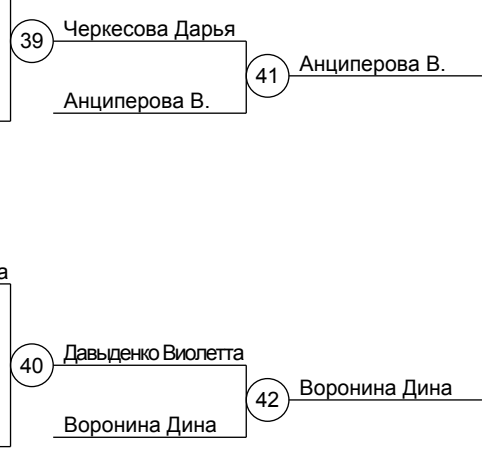 Черкесова Дарья
39
Анциперова В.
41
Анциперова В.
а
Давыденко Виолетта
40
Воронина Дина
42
Воронина Дина